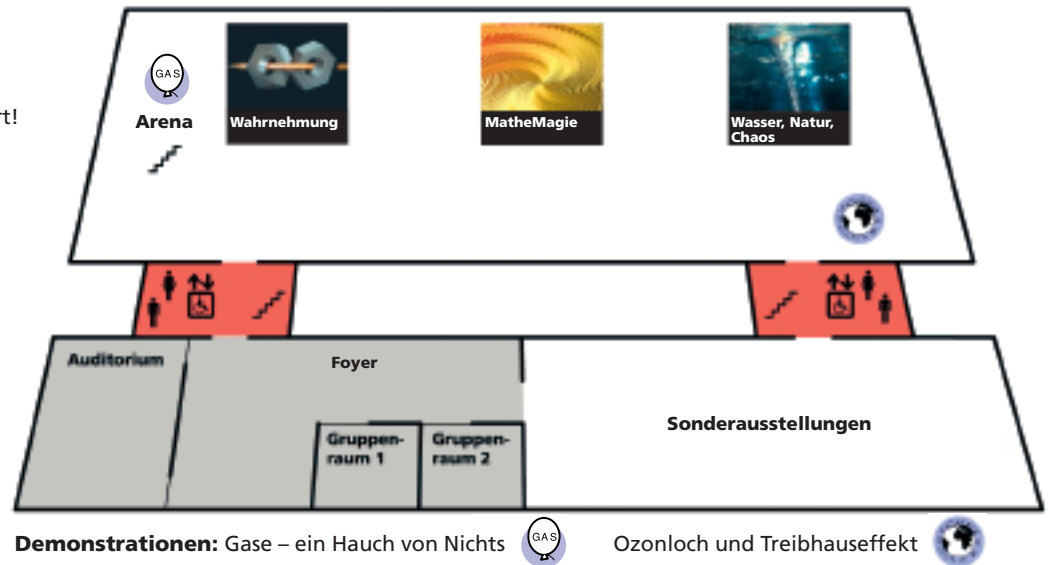 rt!
GAS
Arena
Wahrnehmung
MatheMagie
Wasser, Natur,
Chaos
Auditorium
Foyer
Gruppen-
raum 1
Gruppen-
raum 2
Sonderausstellungen
Demonstrationen: Gase – ein Hauch von Nichts GAS Ozonloch und Treibhauseffekt